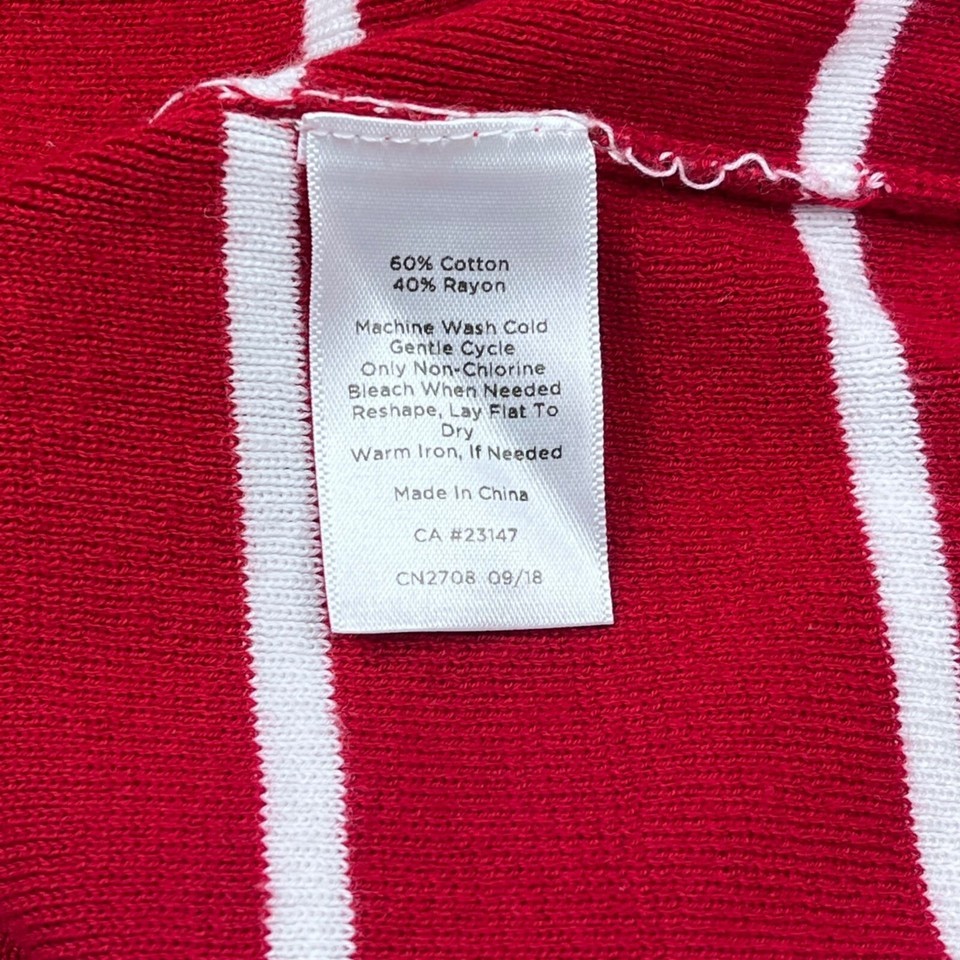 60% Cotton
40% Rayon
Machine Wash Cold
Gentle Cycle
Only Non-Chlorine
Bleach When Needed
Reshape, Lay Flat To
Dry
Warm Iron, If Needed
Made In China
CA #23147
CN2708 09/18